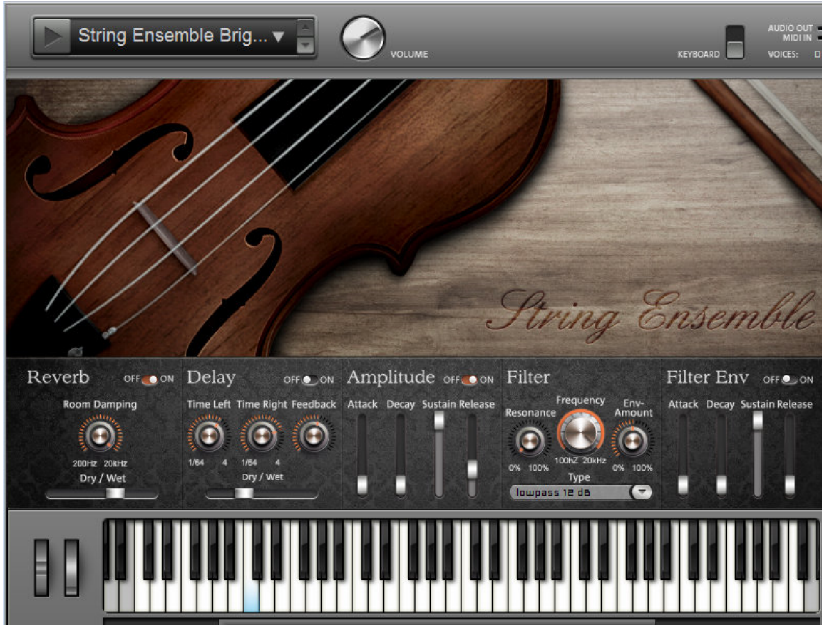 String Ensemble Brig...
VOLUME
KEYBOARD
AUDIO OUT
MIDI IN
VOICES:
String Ensemble
Reverb OFF ON
Room Damping
200Hz 20kHz
Dry / Wet
Delay OFF ON
Time Left Time Right Feedback
1/64 4 1/64 4
Dry / Wet
Amplitude OFF ON
Attack Decay Sustain Release
Filter
Resonance Frequency Env-Amount
0% 100% 100hZ 20kHz 0% 100%
Type
lowpass 12 dB
Filter Env OFF ON
Attack Decay Sustain Release